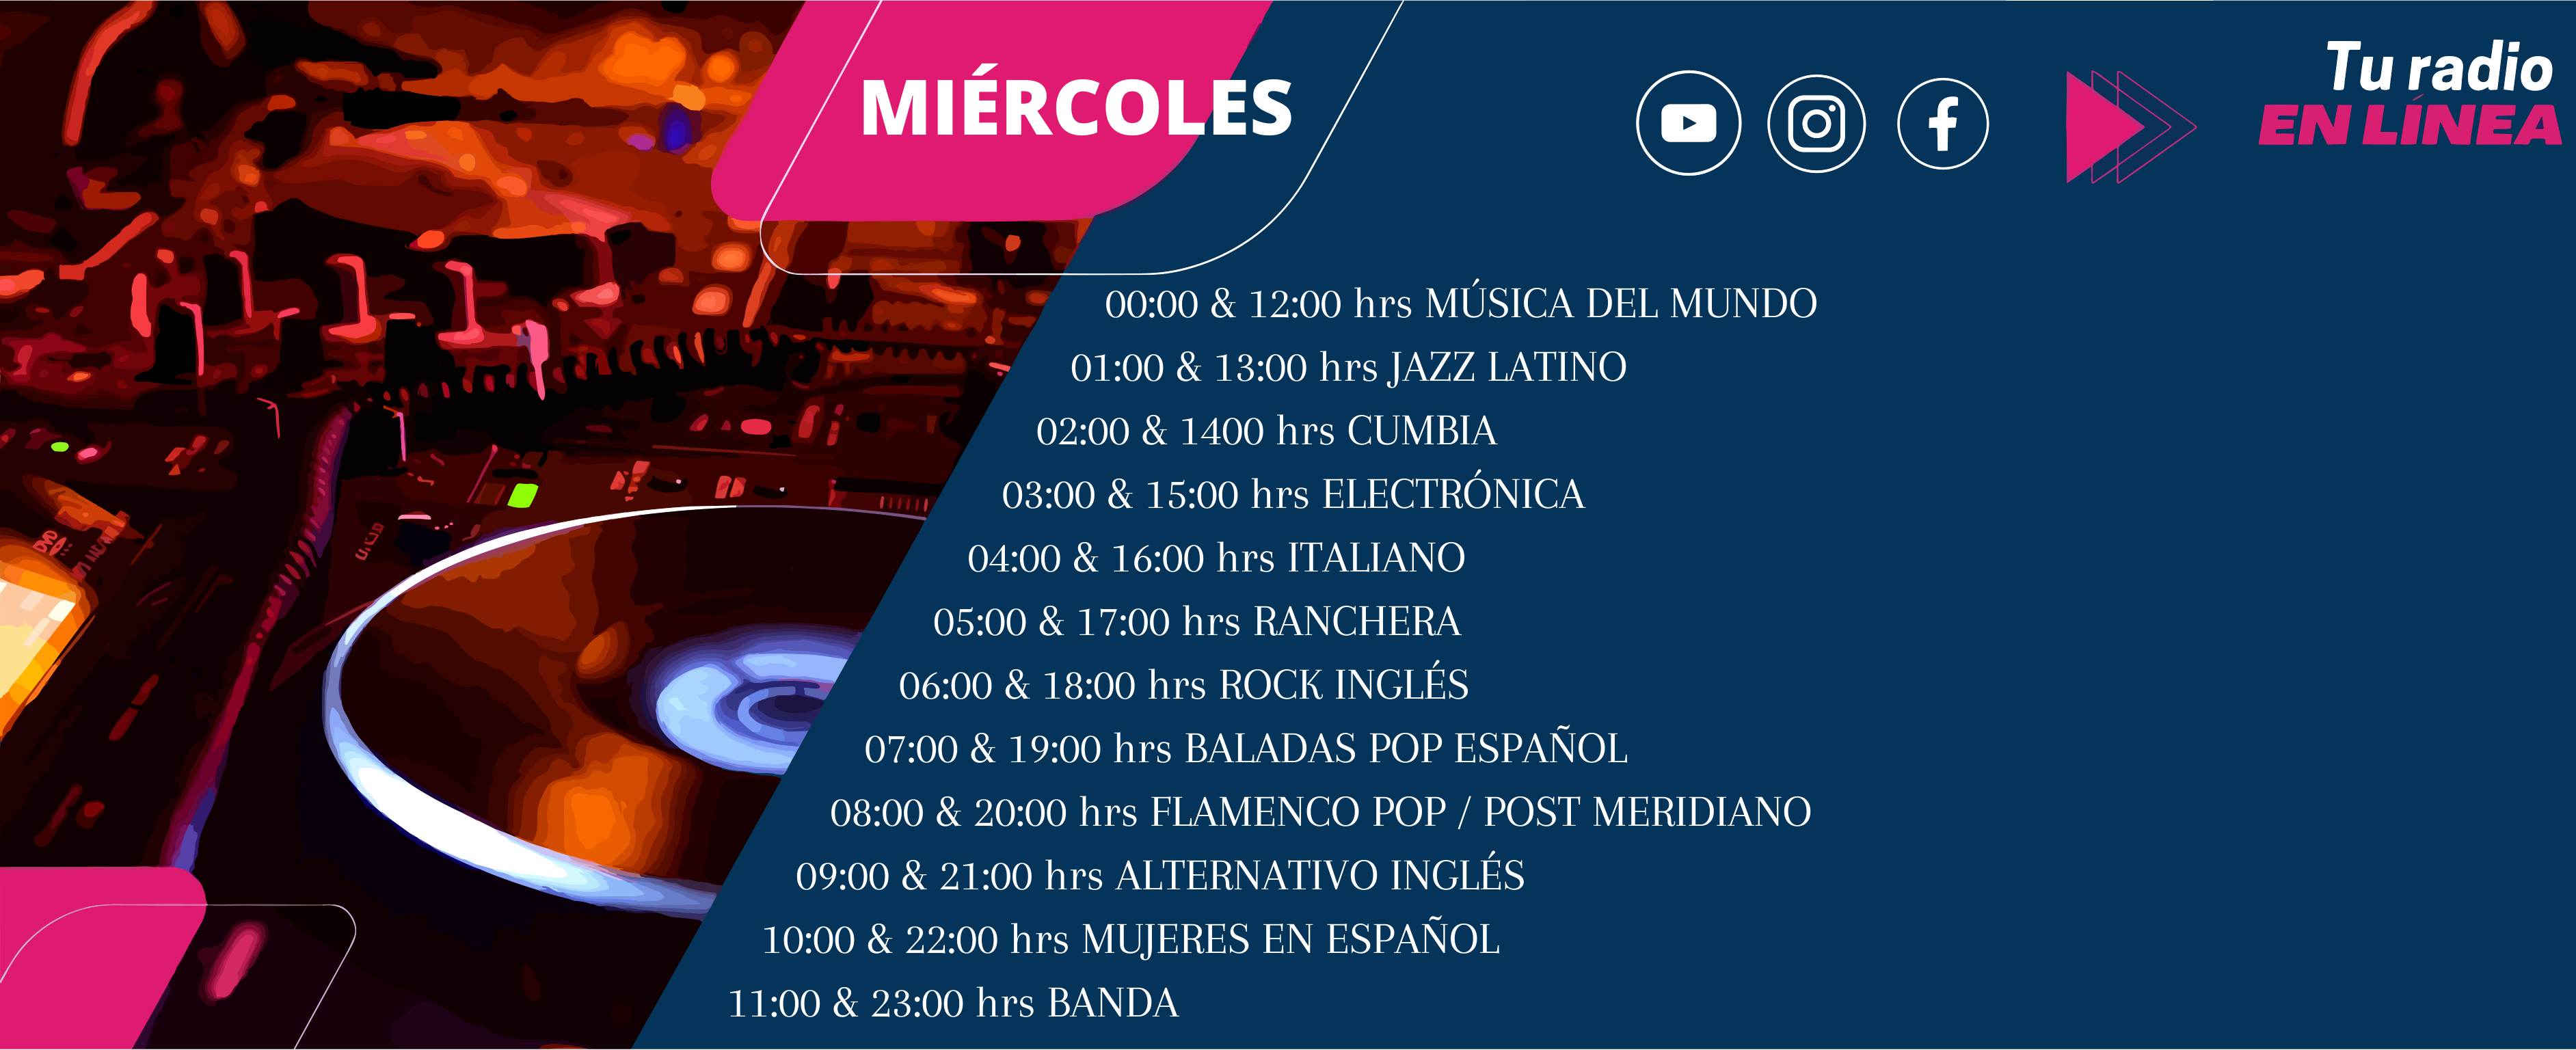 MIÉRCOLES
Tu radio
EN LÍNEA
00:00 & 12:00 hrs MÚSICA DEL MUNDO
01:00 & 13:00 hrs JAZZ LATINO
02:00 & 1400 hrs CUMBIA
03:00 & 15:00 hrs ELECTRÓNICA
04:00 & 16:00 hrs ITALIANO
05:00 & 17:00 hrs RANCHERA
06:00 & 18:00 hrs ROCK INGLÉS
07:00 & 19:00 hrs BALADAS POP ESPAÑOL
08:00 & 20:00 hrs FLAMENCO POP / POST MERIDIANO
09:00 & 21:00 hrs ALTERNATIVO INGLÉS
10:00 & 22:00 hrs MUJERES EN ESPAÑOL
11:00 & 23:00 hrs BANDA